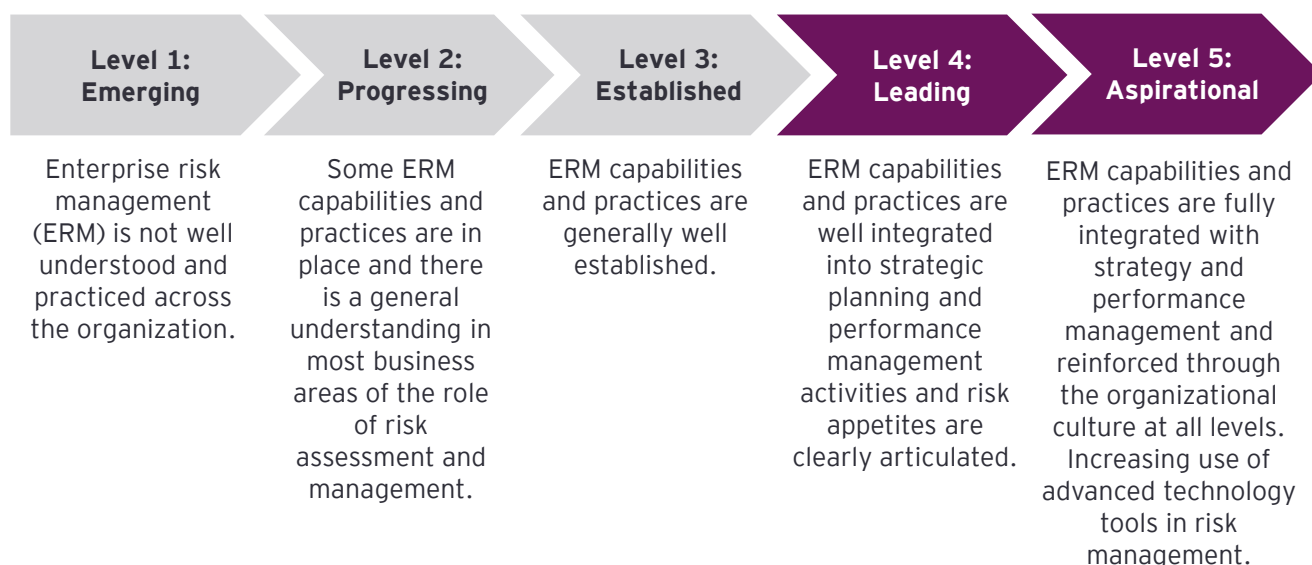 Level 1:
Emerging
Level 2:
Progressing
Level 3:
Established
Level 4:
Leading
Level 5:
Aspirational
Enterprise risk
management
(ERM) is not well
understood and
practiced across
the organization.
Some ERM
capabilities and
practices are in
place and there
is a general
understanding in
most business
areas of the role
of risk
assessment and
management.
ERM capabilities
and practices are
generally well
established.
ERM capabilities
and practices are
well integrated
into strategic
planning and
performance
management
activities and risk
appetites are
clearly articulated.
ERM capabilities and
practices are fully
integrated with
strategy and
performance
management and
reinforced through
the organizational
culture at all levels.
Increasing use of
advanced technology
tools in risk
management.